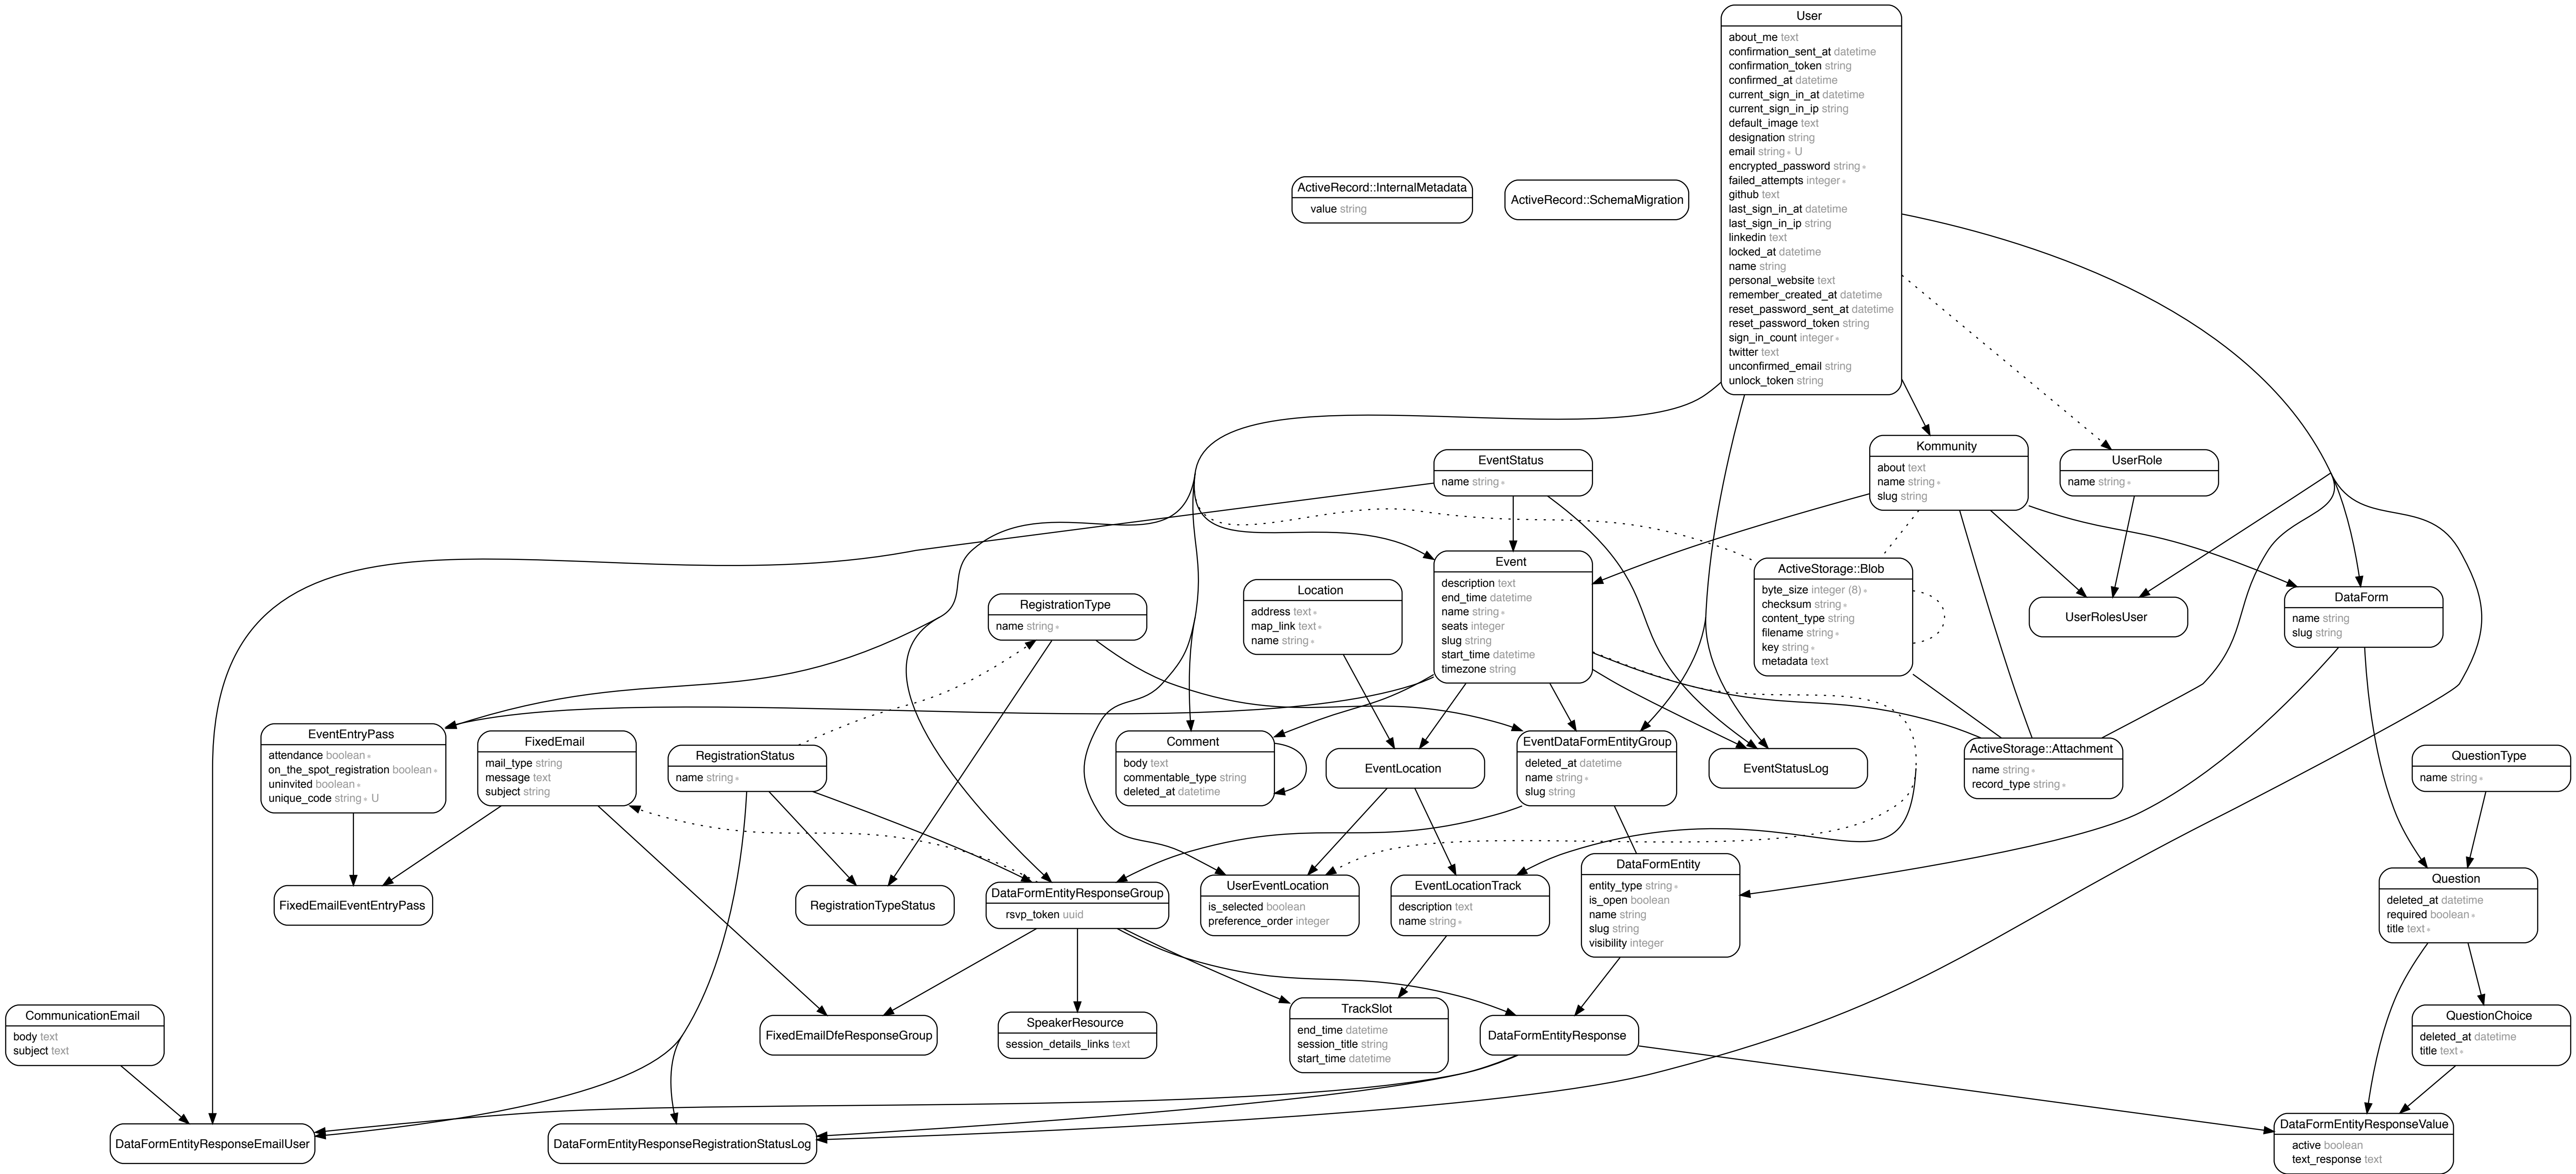 User
about_me text
confirmation_sent_at datetime
confirmation_token string
confirmed_at datetime
current_sign_in_at datetime
current_sign_in_ip string
default_image text
designation string
email string∗ U
encrypted_password string∗
failed_attempts integer∗
github text
last_sign_in_at datetime
last_sign_in_ip string
linkedin text
locked_at datetime
name string
personal_website text
remember_created_at datetime
reset_password_sent_at datetime
reset_password_token string
sign_in_count integer∗
twitter text
unconfirmed_email string
unlock_token string
ActiveRecord::InternalMetadata
value string
ActiveRecord::SchemaMigration
EventStatus
name string∗
Kommunity
about text
name string∗
slug string
UserRole
name string∗
Event
description text
end_time datetime
name string∗
seats integer
slug string
start_time datetime
timezone string
ActiveStorage::Blob
byte_size integer (8)∗
checksum string∗
content_type string
filename string∗
key string∗
metadata text
Location
address text∗
map_link text∗
name string∗
RegistrationType
name string∗
UserRolesUser
DataForm
name string
slug string
EventEntryPass
attendance boolean∗
on_the_spot_registration boolean∗
uninvited boolean∗
unique_code string∗ U
FixedEmail
mail_type string
message text
subject string
RegistrationStatus
name string∗
Comment
body text
commentable_type string
deleted_at datetime
EventLocation
EventDataFormEntityGroup
deleted_at datetime
name string∗
slug string
EventStatusLog
ActiveStorage::Attachment
name string∗
record_type string∗
QuestionType
name string∗
FixedEmailEventEntryPass
RegistrationTypeStatus
DataFormEntityResponseGroup
rsvp_token uuid
UserEventLocation
is_selected boolean
preference_order integer
EventLocationTrack
description text
name string∗
DataFormEntity
entity_type string∗
is_open boolean
name string
slug string
visibility integer
Question
deleted_at datetime
required boolean∗
title text∗
CommunicationEmail
body text
subject text
FixedEmailDfeResponseGroup
SpeakerResource
session_details_links text
TrackSlot
end_time datetime
session_title string
start_time datetime
DataFormEntityResponse
QuestionChoice
deleted_at datetime
title text∗
DataFormEntityResponseEmailUser
DataFormEntityResponseRegistrationStatusLog
DataFormEntityResponseValue
active boolean
text_response text